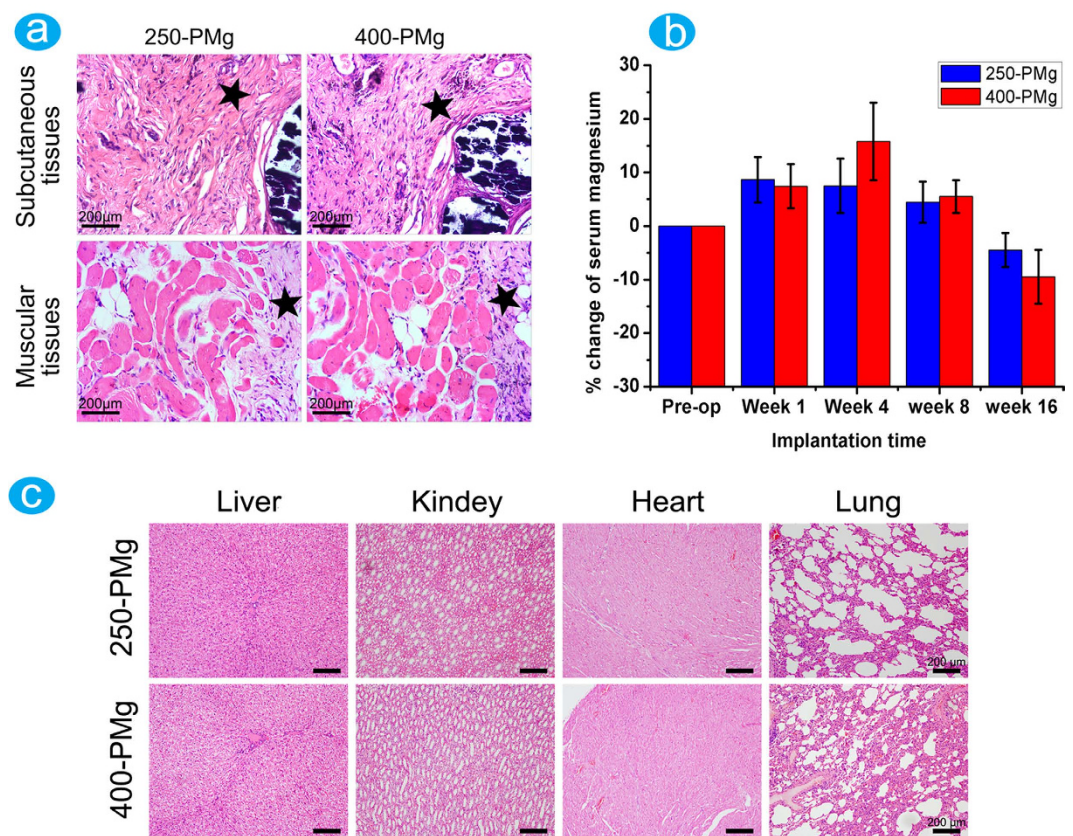 a
250-PMg 400-PMg
Subcutaneous
tissues
200μm 200μm
Muscular
tissues
200μm 200μm
b
% change of serum magnesium
30
20
10
0
-10
-20
-30
250-PMg
400-PMg
Pre-op Week 1 Week 4 week 8 week 16
Implantation time
c
Liver Kindey Heart Lung
250-PMg
200 μm
400-PMg
200 μm